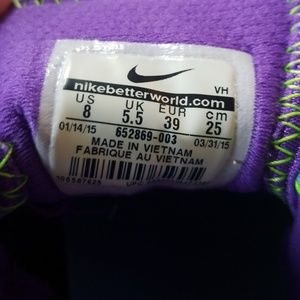 VH
nikebetterworld.com
US UK EUR cm
8 5.5 39 25
01/14/15 652869-003 03/31/15
MADE IN VIETNAM
FABRIQUE AU VIETNAM